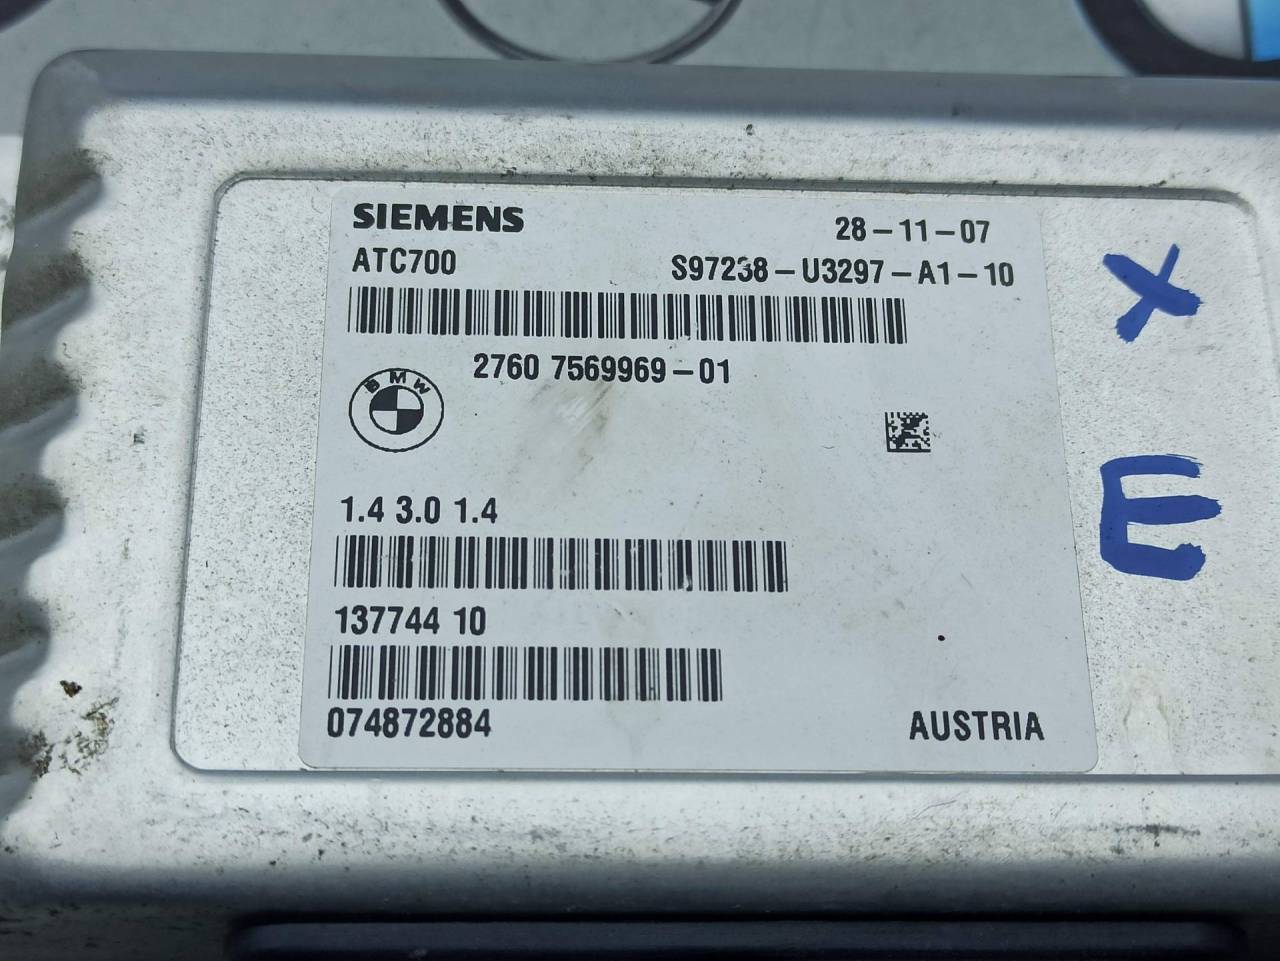 SIEMENS 28-11-07
ATC700 S97238-U3297-A1-10
2760 7569969-01
BMW
1.4 3.0 1.4
137744 10
074872884 AUSTRIA
X
E